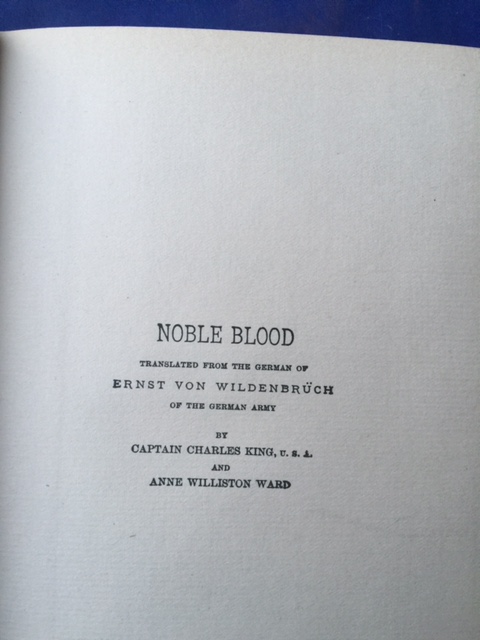 NOBLE BLOOD
TRANSLATED FROM THE GERMAN OF
ERNST VON WILDENBRÜCH
OF THE GERMAN ARMY
BY
CAPTAIN CHARLES KING, U. S. A.
AND
ANNE WILLISTON WARD